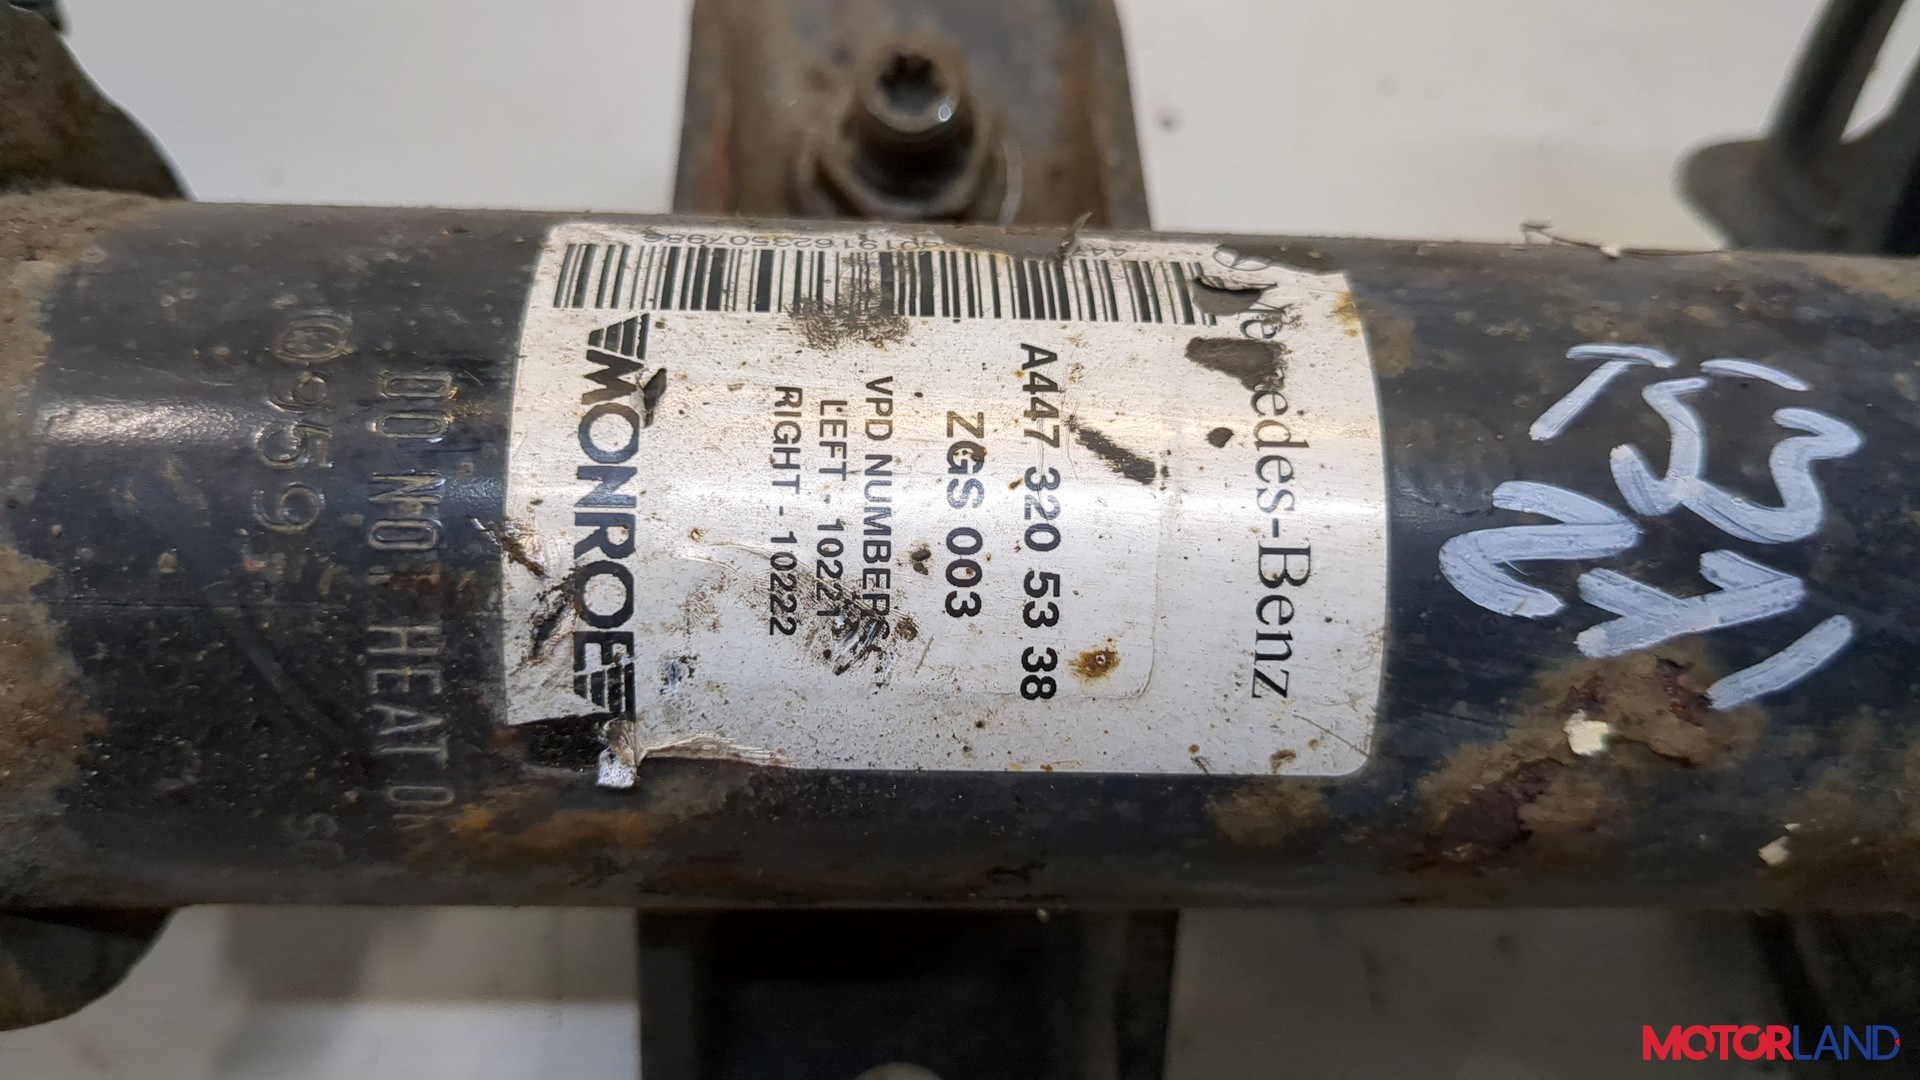 Mercedes-Benz
A447 320 53 38
ZGS 003
VPD NUMBERS
LEFT - 10221
RIGHT - 10222
MONROE
DO NOT HEAT OR
09591
MOTORLAND